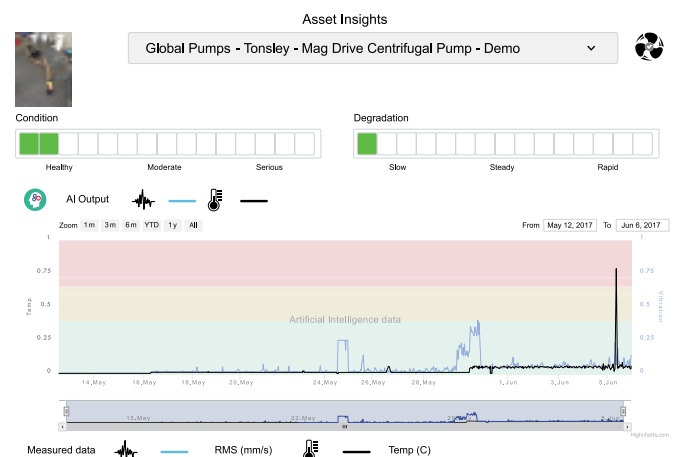 Asset Insights
Global Pumps - Tonsley - Mag Drive Centrifugal Pump - Demo
Condition
Degradation
Healthy Moderate Serious
Slow Steady Rapid
AI Output
Zoom 1m 3m 6m YTD 1y All
From May 12, 2017 To Jun 6, 2017
1 1
0.75 0.75
0.5 0.5
0.25 0.25
0 0
Temp
Vibration
Artificial Intelligence data
14.May 16.May 18.May 20.May 24.May 26.May 28.May 1.Jun 3.Jun 5.Jun
15.May 22.May 5.Jun
Highcharts.com
Measured data RMS (mm/s) Temp (C)